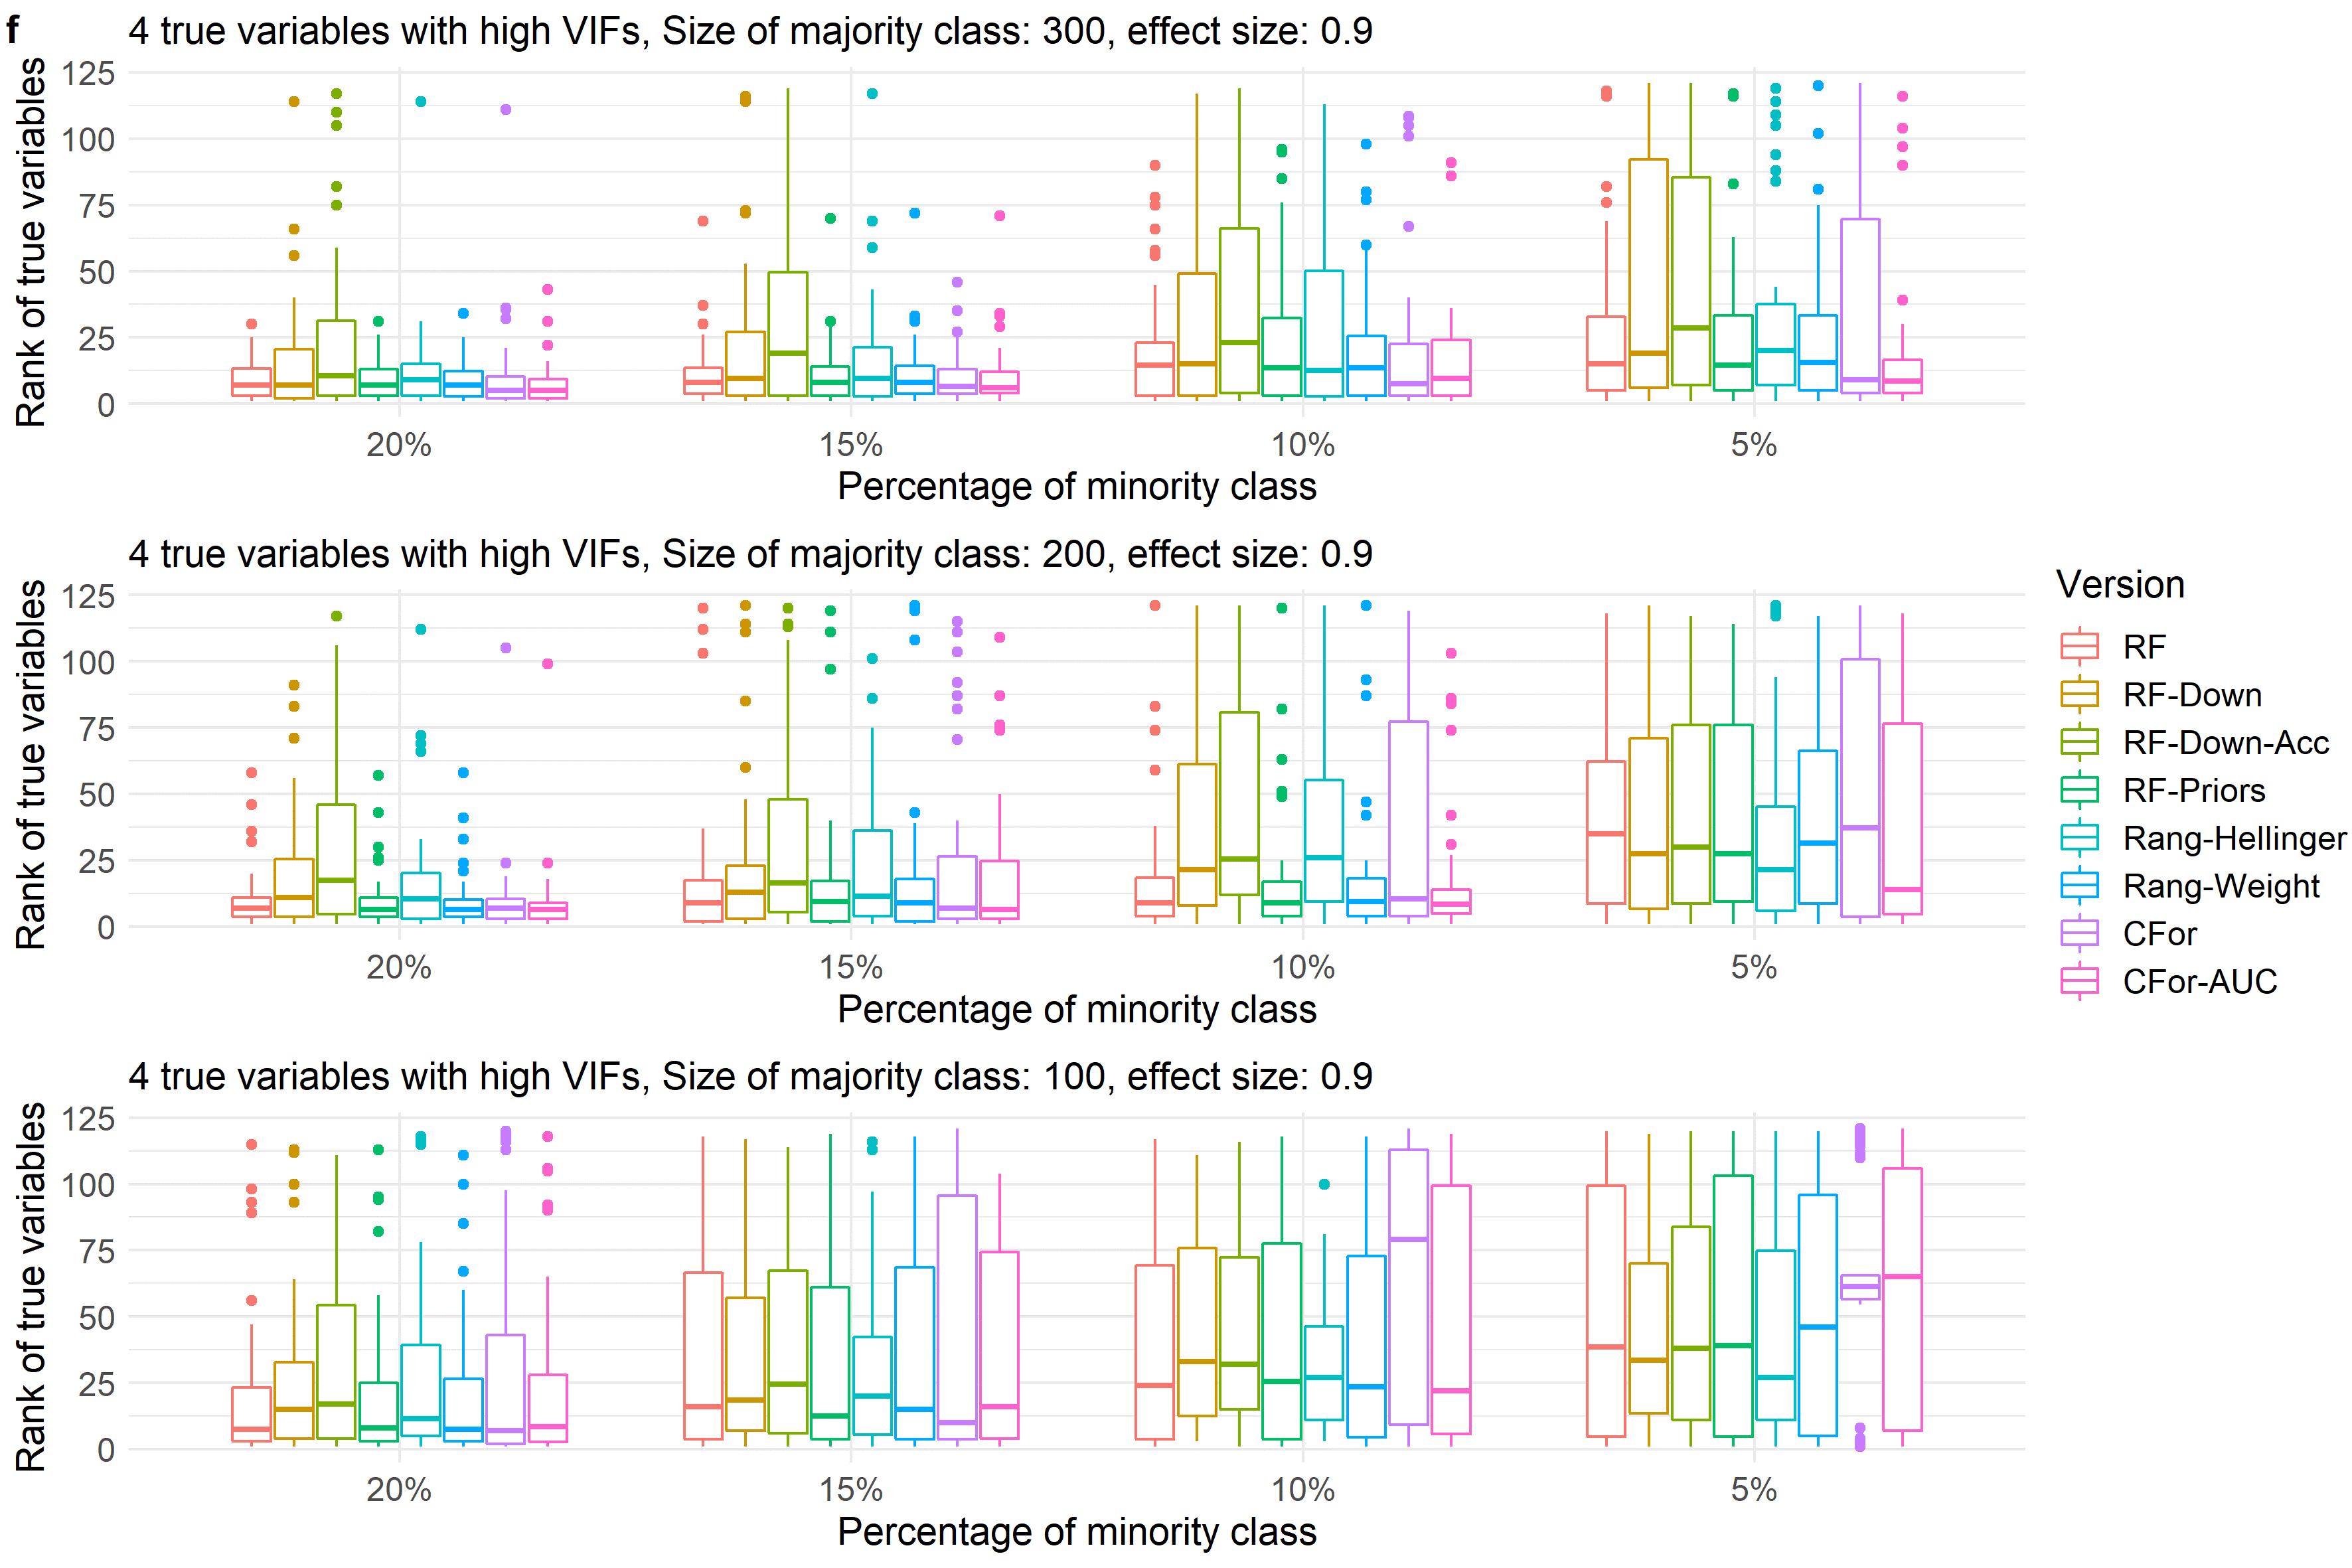 f
4 true variables with high VIFs, Size of majority class: 300, effect size: 0.9
Rank of true variables
125
100
75
50
25
0
20%
15%
10%
5%
Percentage of minority class
4 true variables with high VIFs, Size of majority class: 200, effect size: 0.9
Rank of true variables
125
100
75
50
25
0
20%
15%
10%
5%
Percentage of minority class
Version
RF
RF-Down
RF-Down-Acc
RF-Priors
Rang-Hellinger
Rang-Weight
CFor
CFor-AUC
4 true variables with high VIFs, Size of majority class: 100, effect size: 0.9
Rank of true variables
125
100
75
50
25
0
20%
15%
10%
5%
Percentage of minority class